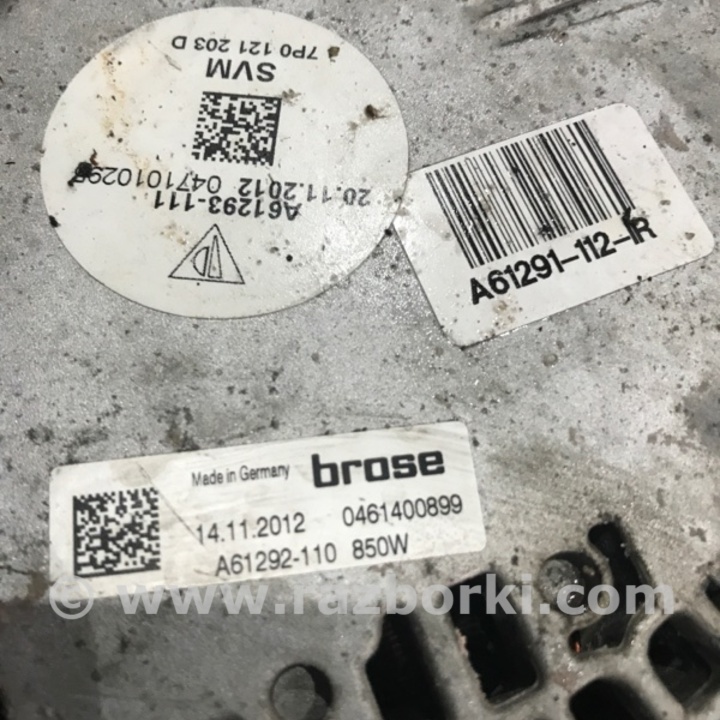 7P0 121 203 D
SVM
20.11.2012
A61293-111
A61291-112-IR
Made in Germany brose
14.11.2012 0461400899
A61292-110 850W
© www.razborki.com